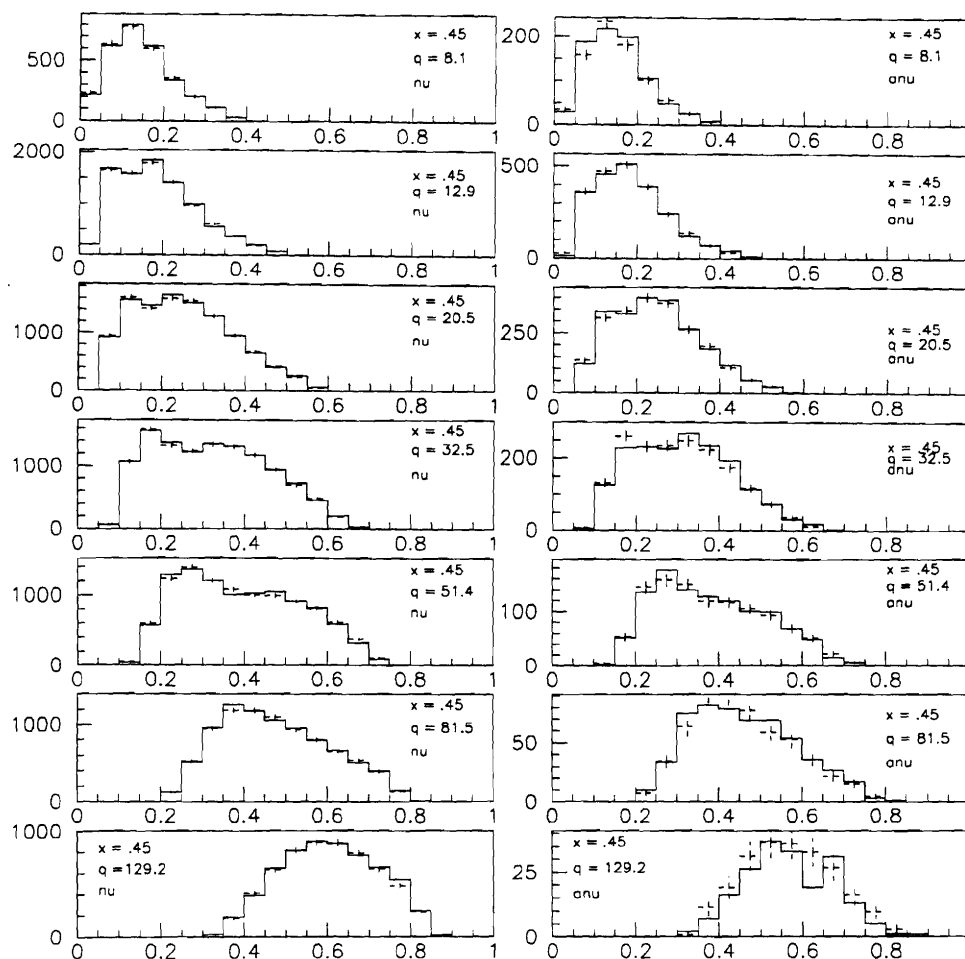 500
0
x = .45
q = 8.1
nu
0 0.2 0.4 0.6 0.8 1
200
0
x = .45
q = 8.1
anu
0 0.2 0.4 0.6 0.8 1
2000
0
x = .45
q = 12.9
nu
0 0.2 0.4 0.6 0.8 1
500
0
x = .45
q = 12.9
anu
0 0.2 0.4 0.6 0.8 1
1000
0
x = .45
q = 20.5
nu
0 0.2 0.4 0.6 0.8 1
250
0
x = .45
q = 20.5
anu
0 0.2 0.4 0.6 0.8 1
1000
0
x = .45
q = 32.5
nu
0 0.2 0.4 0.6 0.8 1
200
0
x = .45
q = 32.5
anu
0 0.2 0.4 0.6 0.8 1
1000
0
x = .45
q = 51.4
nu
0 0.2 0.4 0.6 0.8 1
100
0
x = .45
q = 51.4
anu
0 0.2 0.4 0.6 0.8 1
1000
0
x = .45
q = 81.5
nu
0 0.2 0.4 0.6 0.8 1
50
0
x = .45
q = 81.5
anu
0 0.2 0.4 0.6 0.8 1
1000
0
x = .45
q =129.2
nu
0 0.2 0.4 0.6 0.8 1
25
0
x = .45
q =129.2
anu
0 0.2 0.4 0.6 0.8 1